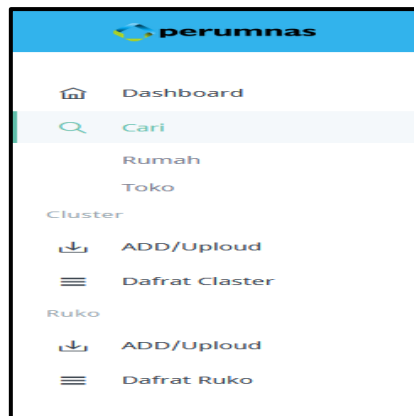 perumnas
Dashboard
Cari
Rumah
Toko
Cluster
ADD/Uploud
Dafrat Claster
Ruko
ADD/Uploud
Dafrat Ruko